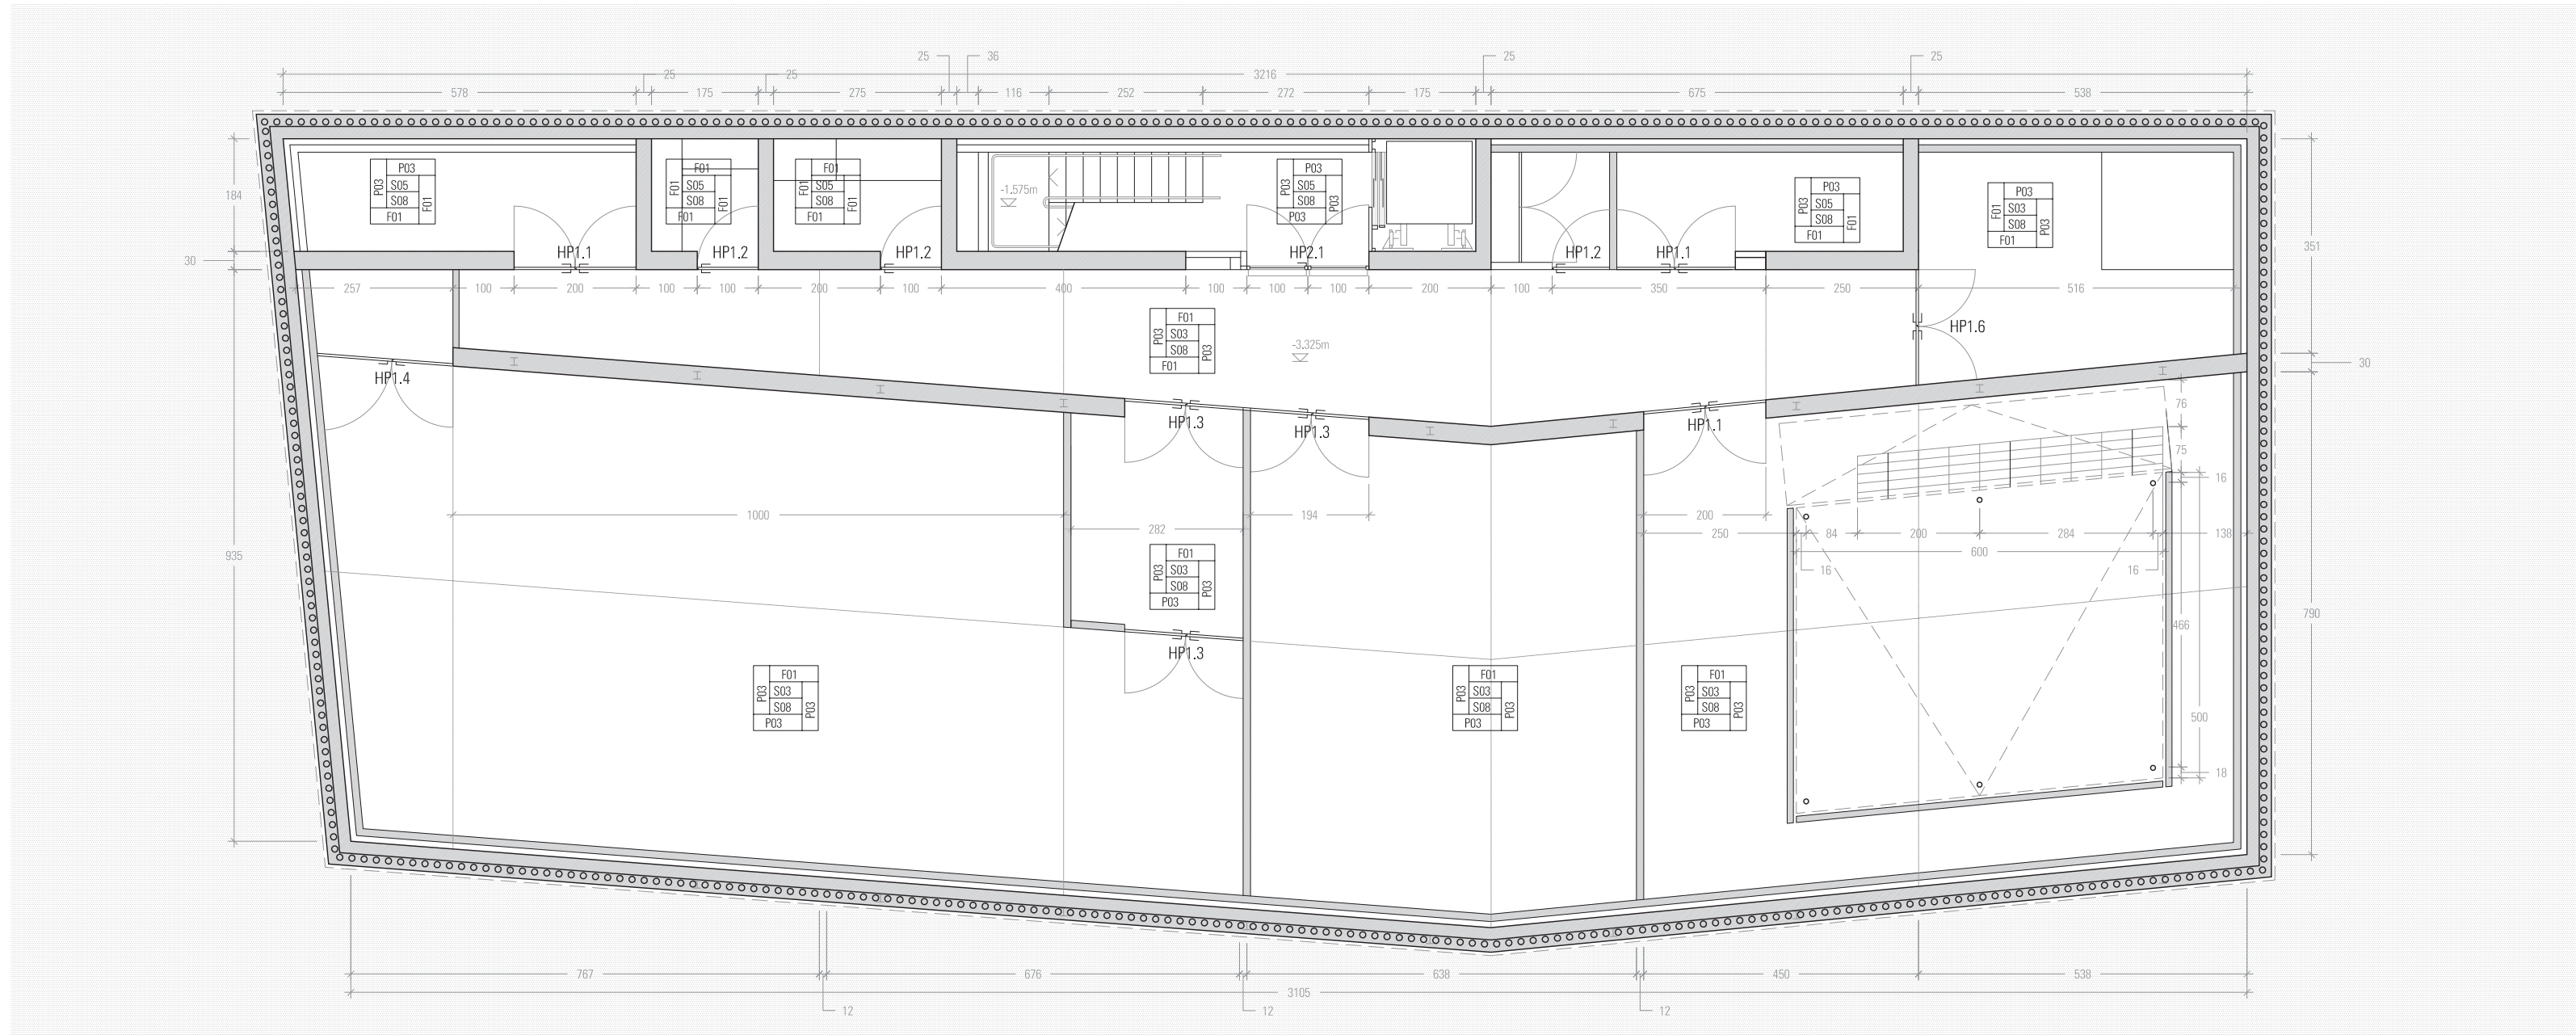 25
36
25
25
25
25
3216
578
175
275
116
252
272
175
675
538
P03
P03
S05
S08
F01
F01
F01
F01
S05
S08
F01
F01
F01
F01
S05
S08
F01
F01
-1.575m
P03
P03
S05
S08
P03
P03
P03
P03
S05
S08
F01
F01
P03
F01
S03
S08
P03
F01
184
30
351
30
HP1.1
HP1.2
HP1.2
HP2.1
HP1.2
HP1.1
257
100
200
100
100
200
100
400
100
100
100
200
100
350
250
516
F01
P03
S03
S08
P03
F01
-3.325m
HP1.6
HP1.4
HP1.3
HP1.3
HP1.1
76
75
16
1000
282
194
200
250
84
200
284
138
600
16
16
935
F01
P03
S03
S08
P03
P03
HP1.3
466
790
500
18
F01
P03
S03
S08
P03
P03
F01
P03
S03
S08
P03
P03
F01
P03
S03
S08
P03
P03
767
676
638
450
538
3105
12
12
12